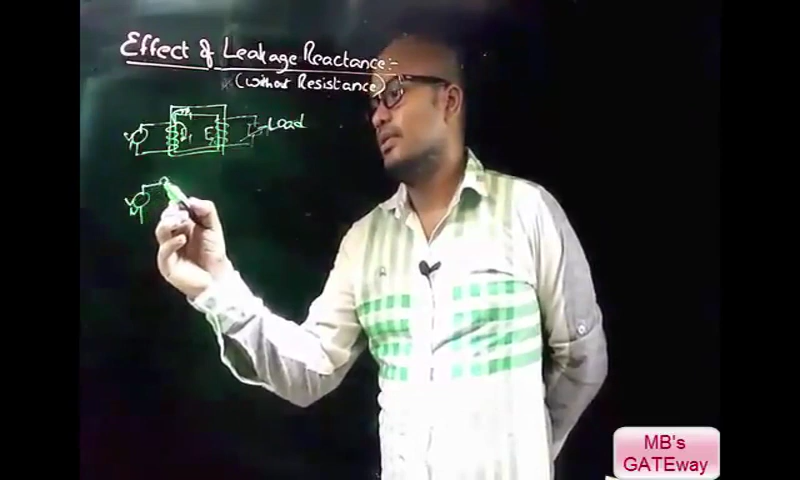 Effect of Leakage Reactance:-
(without Resistance)
Load
MB's
GATEway